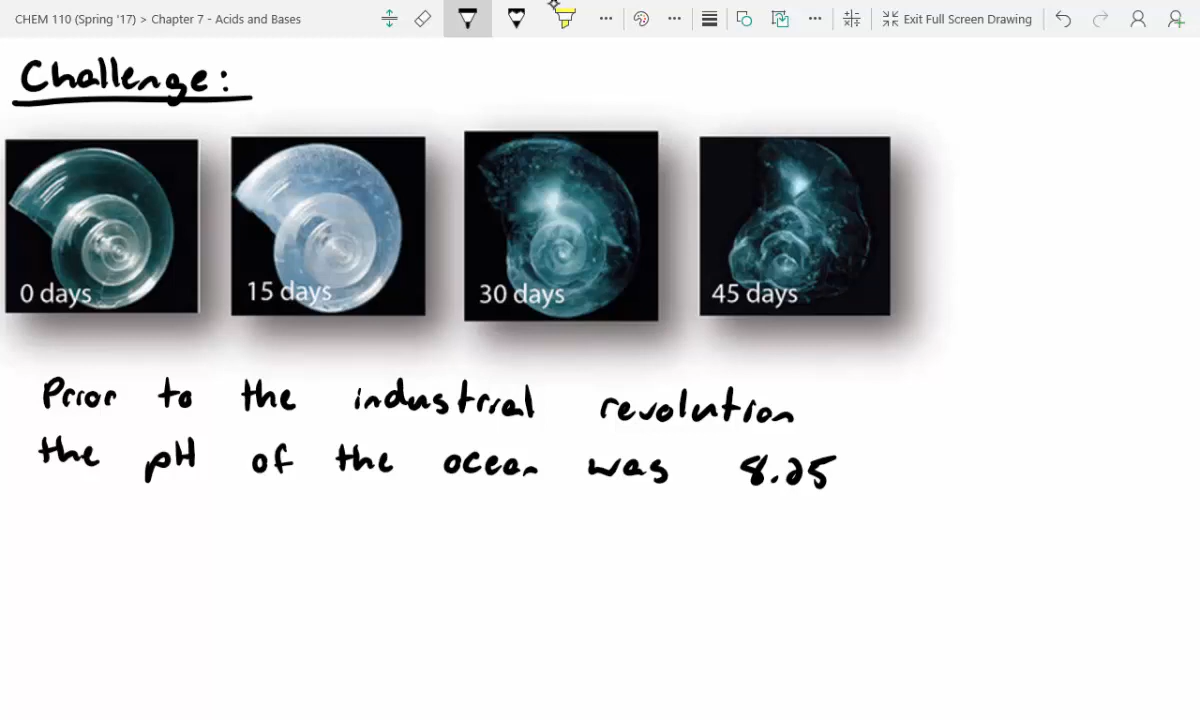 CHEM 110 (Spring '17) > Chapter 7 - Acids and Bases
Exit Full Screen Drawing
Challenge:
0 days
15 days
30 days
45 days
Prior to the industrial revolution
the pH of the ocean was 8.25